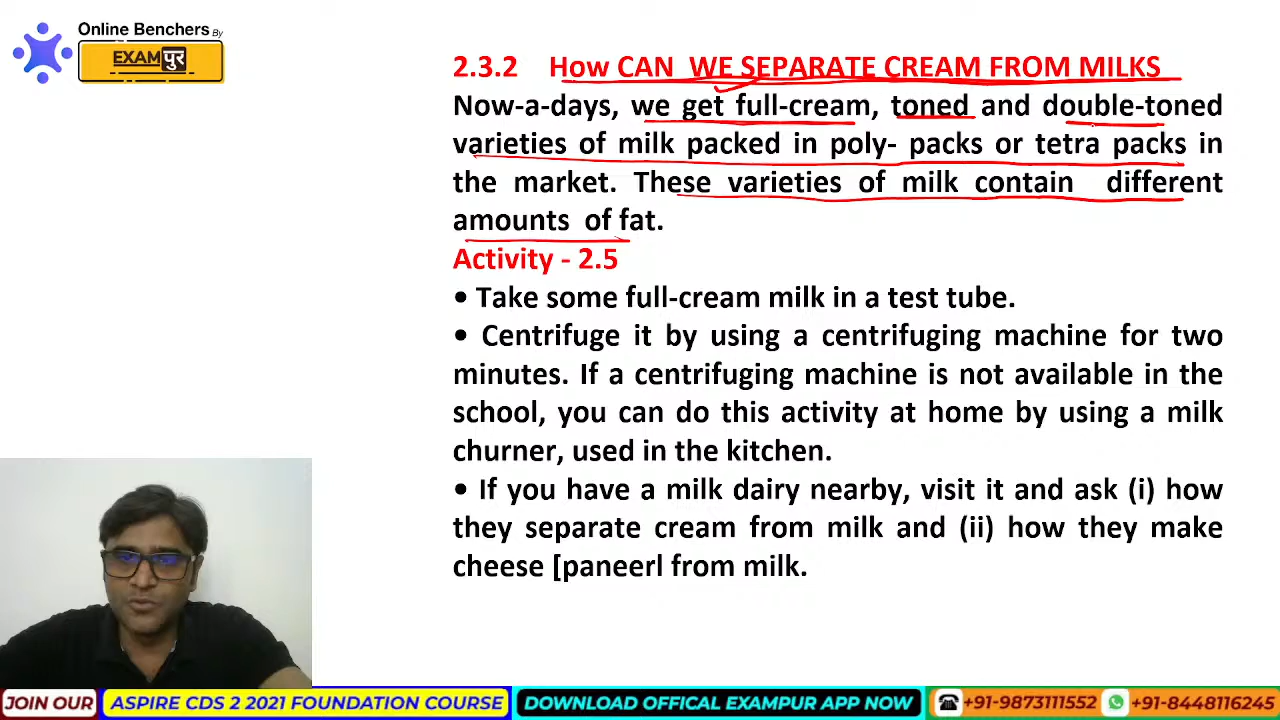 Online Benchers By
EXAMपुर
2.3.2 How CAN WE SEPARATE CREAM FROM MILKS
Now-a-days, we get full-cream, toned and double-toned
varieties of milk packed in poly- packs or tetra packs in
the market. These varieties of milk contain different
amounts of fat.
Activity - 2.5
• Take some full-cream milk in a test tube.
• Centrifuge it by using a centrifuging machine for two
minutes. If a centrifuging machine is not available in the
school, you can do this activity at home by using a milk
churner, used in the kitchen.
• If you have a milk dairy nearby, visit it and ask (i) how
they separate cream from milk and (ii) how they make
cheese [paneerl from milk.
JOIN OUR ASPIRE CDS 2 2021 FOUNDATION COURSE DOWNLOAD OFFICAL EXAMPUR APP NOW +91-9873111552 +91-8448116245